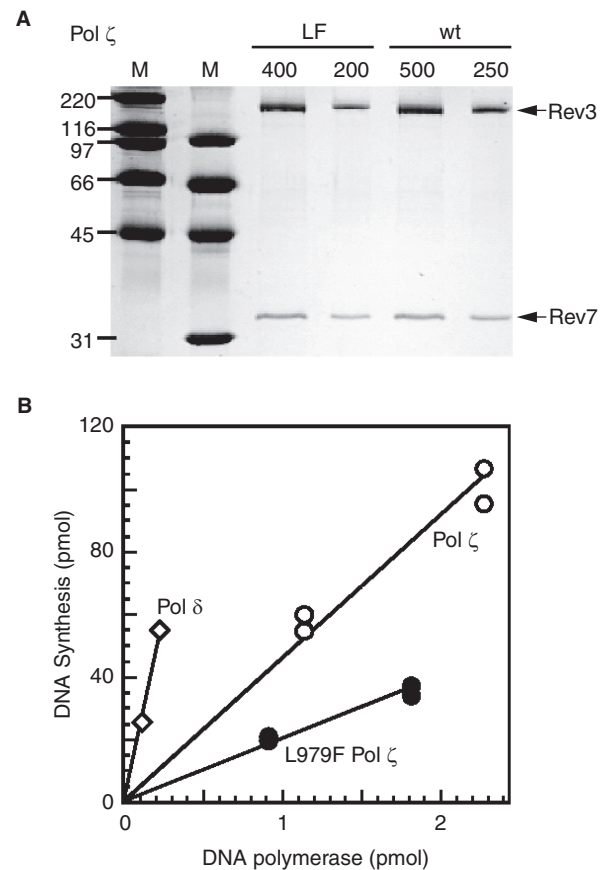 A
Pol ζ
LF
wt
M
M
400
200
500
250
220
116
97
66
45
31
Rev3
Rev7
B
120
80
40
0
DNA Synthesis (pmol)
Pol δ
Pol ζ
L979F Pol ζ
0
1
2
DNA polymerase (pmol)